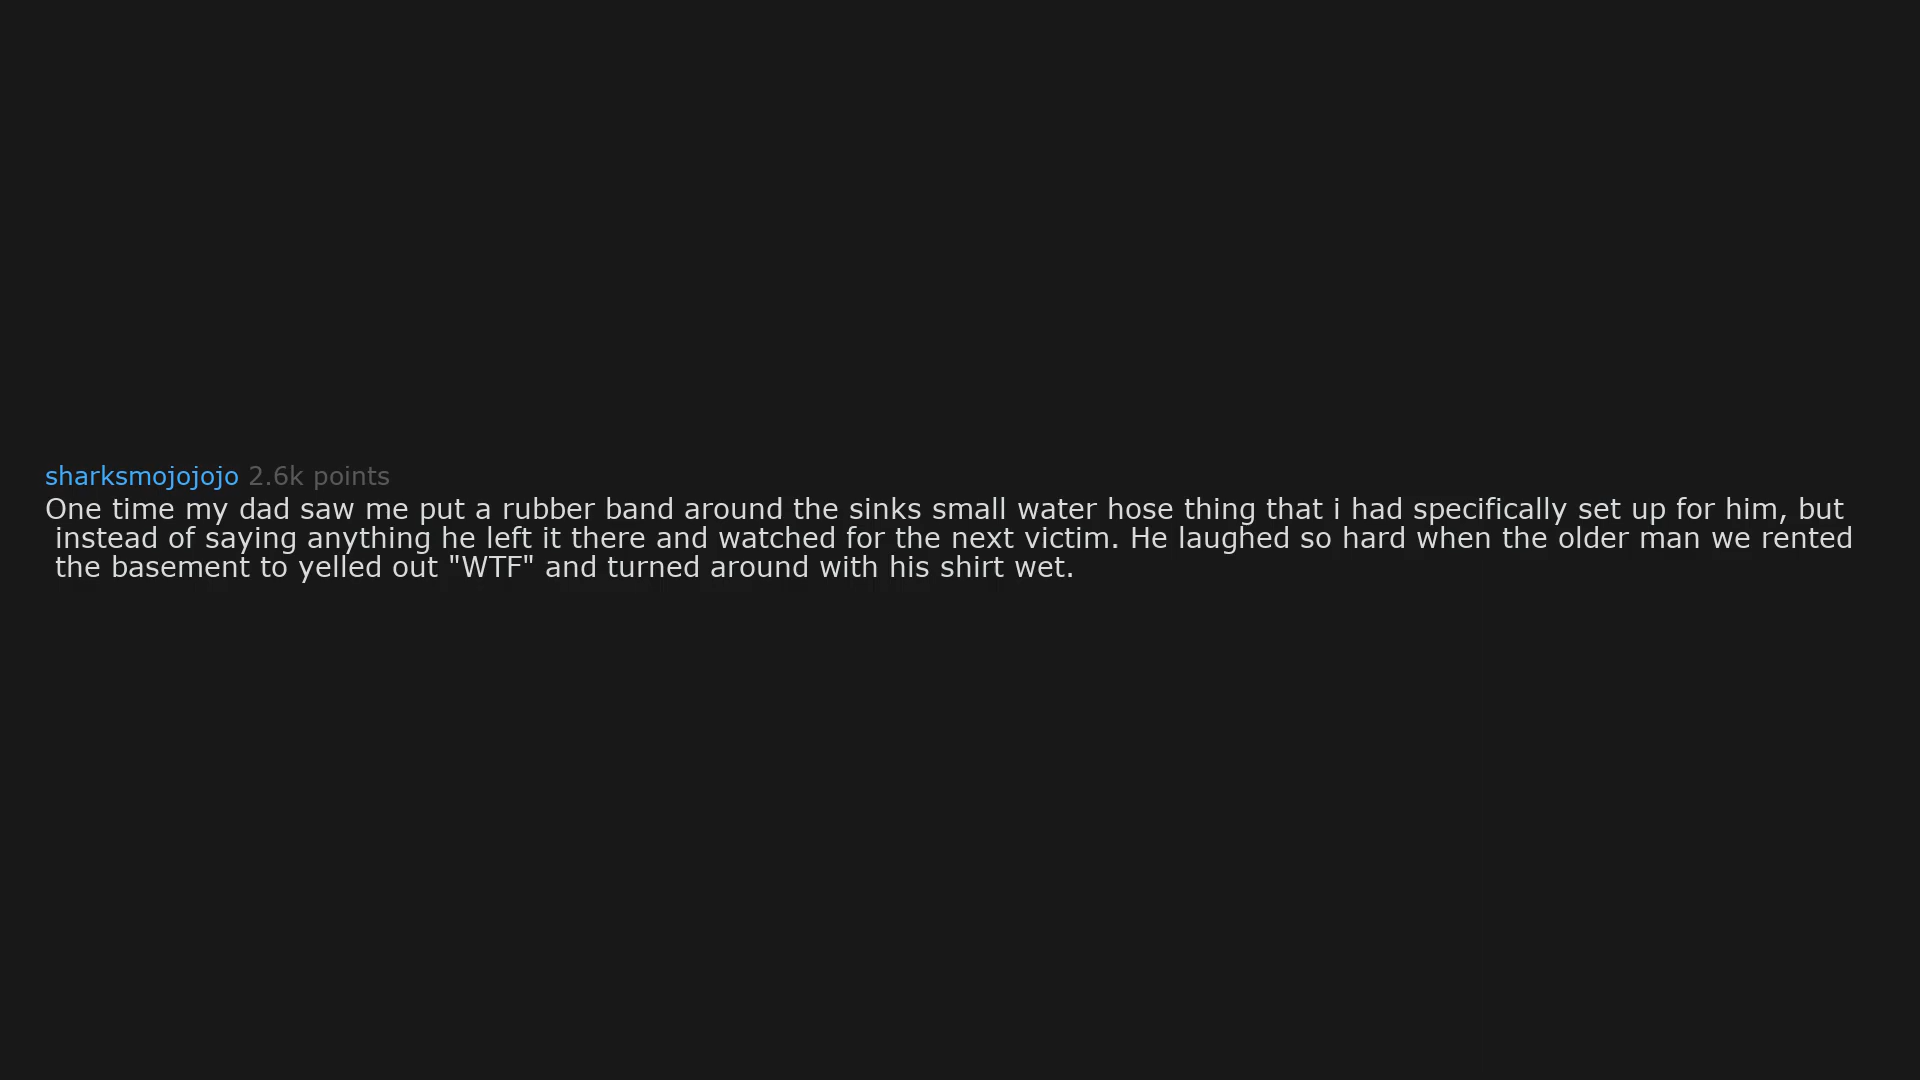 sharksmojojojo 2.6k points
One time my dad saw me put a rubber band around the sinks small water hose thing that i had specifically set up for him, but
instead of saying anything he left it there and watched for the next victim. He laughed so hard when the older man we rented
the basement to yelled out "WTF" and turned around with his shirt wet.